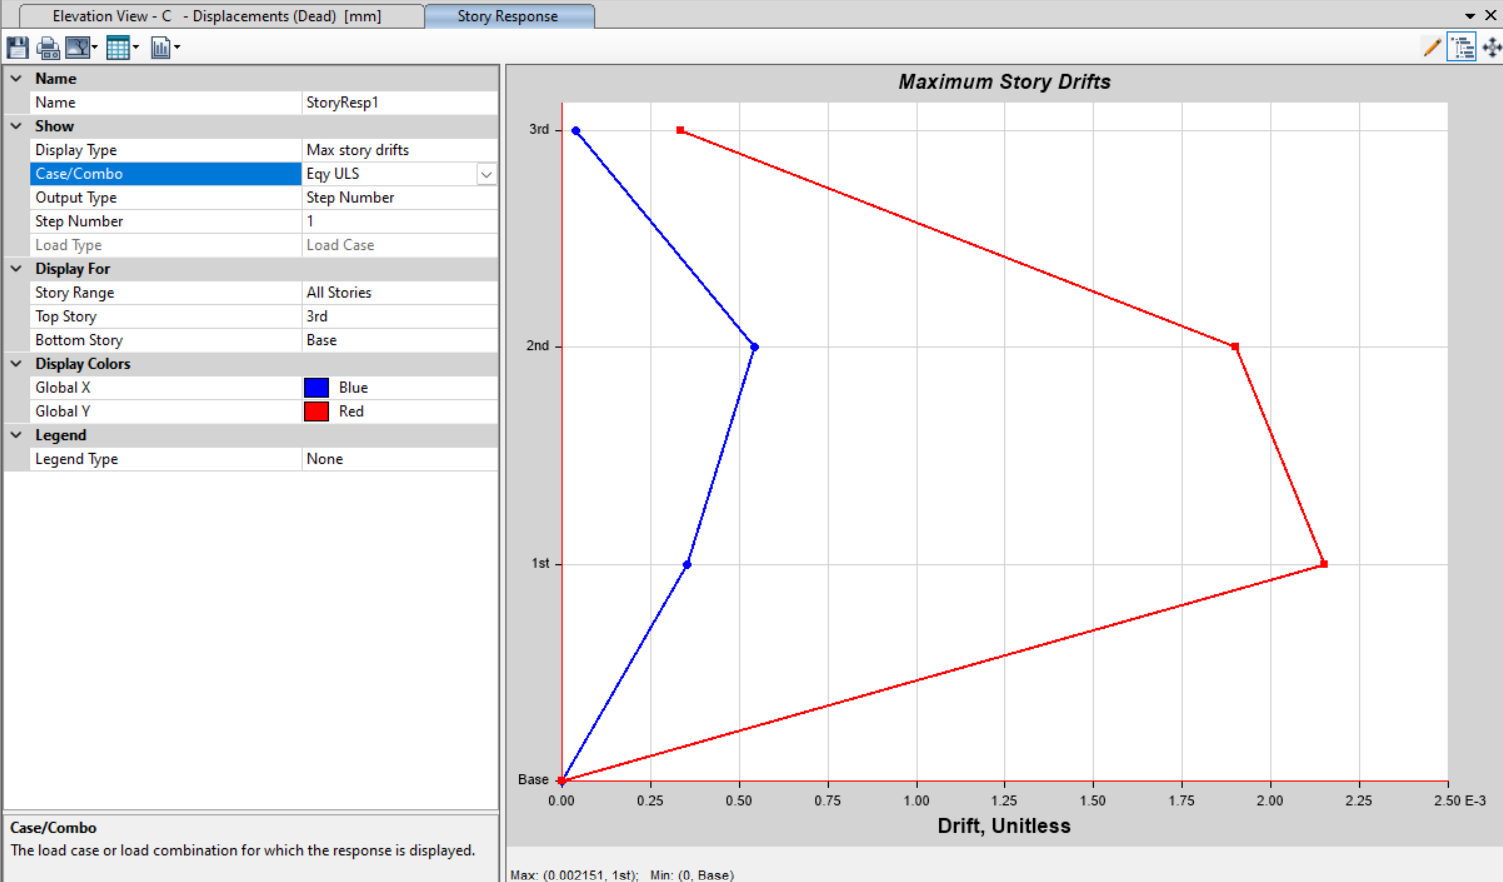 Elevation View - C   - Displacements (Dead)  [mm]
Story Response
Name
Name StoryResp1
Show
Display Type Max story drifts
Case/Combo Eqy ULS
Output Type Step Number
Step Number 1
Load Type Load Case
Display For
Story Range All Stories
Top Story 3rd
Bottom Story Base
Display Colors
Global X Blue
Global Y Red
Legend
Legend Type None
Case/Combo
The load case or load combination for which the response is displayed.
Maximum Story Drifts
3rd
2nd
1st
Base
0.00 0.25 0.50 0.75 1.00 1.25 1.50 1.75 2.00 2.25 2.50 E-3
Drift, Unitless
Max: (0.002151, 1st);  Min: (0, Base)